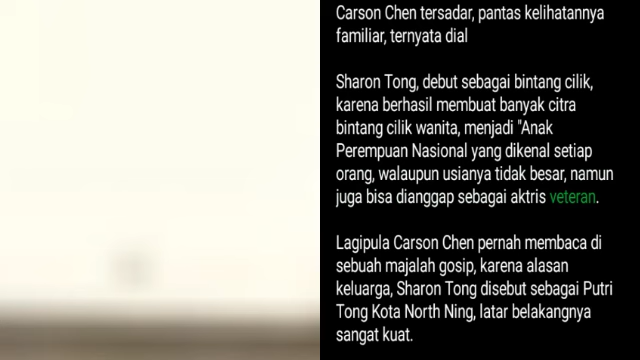 Carson Chen tersadar, pantas kelihatannya
familiar, ternyata dial
Sharon Tong, debut sebagai bintang cilik,
karena berhasil membuat banyak citra
bintang cilik wanita, menjadi "Anak
Perempuan Nasional yang dikenal setiap
orang, walaupun usianya tidak besar, namun
juga bisa dianggap sebagai aktris veteran.
Lagipula Carson Chen pernah membaca di
sebuah majalah gosip, karena alasan
keluarga, Sharon Tong disebut sebagai Putri
Tong Kota North Ning, latar belakangnya
sangat kuat.